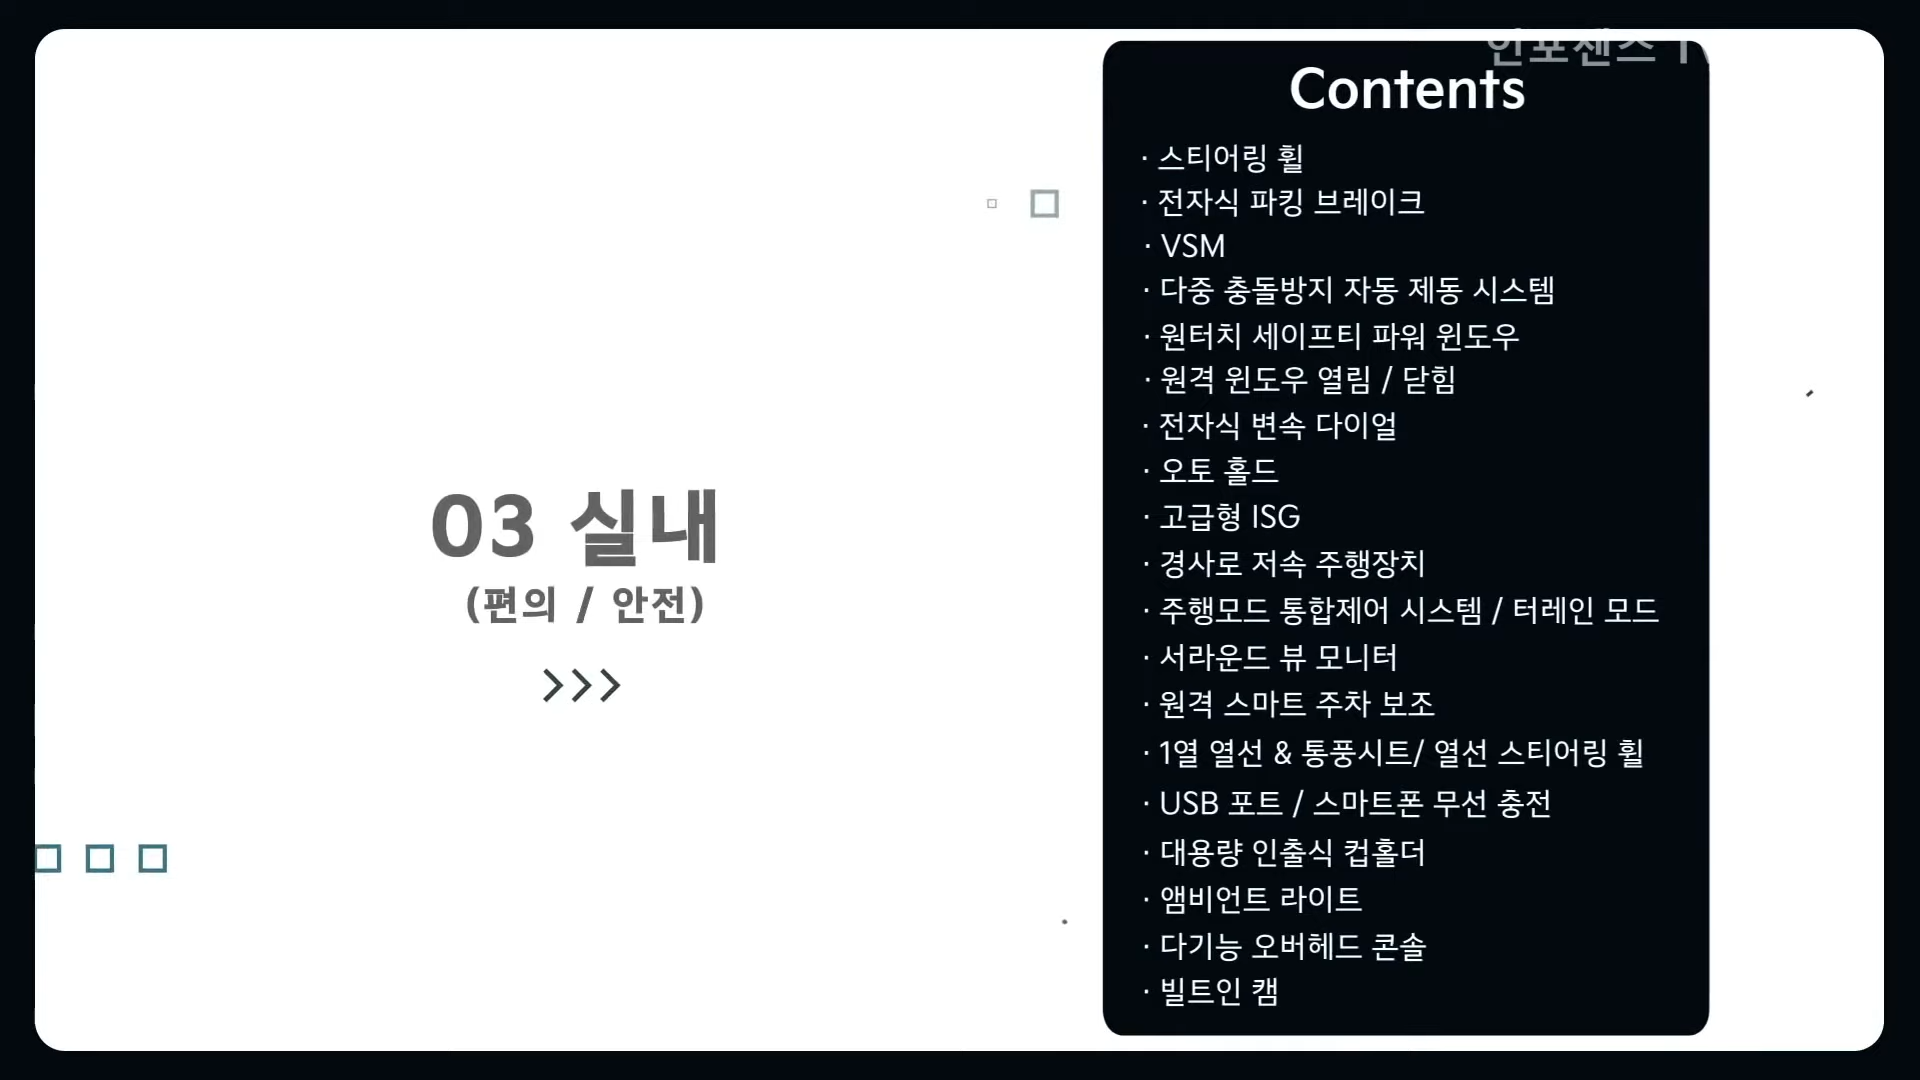 03 실내
(편의 / 안전)
인포센스
Contents
· 스티어링 휠
· 전자식 파킹 브레이크
· VSM
· 다중 충돌방지 자동 제동 시스템
· 원터치 세이프티 파워 윈도우
· 원격 윈도우 열림 / 닫힘
· 전자식 변속 다이얼
· 오토 홀드
· 고급형 ISG
· 경사로 저속 주행장치
· 주행모드 통합제어 시스템 / 터레인 모드
· 서라운드 뷰 모니터
· 원격 스마트 주차 보조
· 1열 열선 & 통풍시트/ 열선 스티어링 휠
· USB 포트 / 스마트폰 무선 충전
· 대용량 인출식 컵홀더
· 앰비언트 라이트
· 다기능 오버헤드 콘솔
· 빌트인 캠